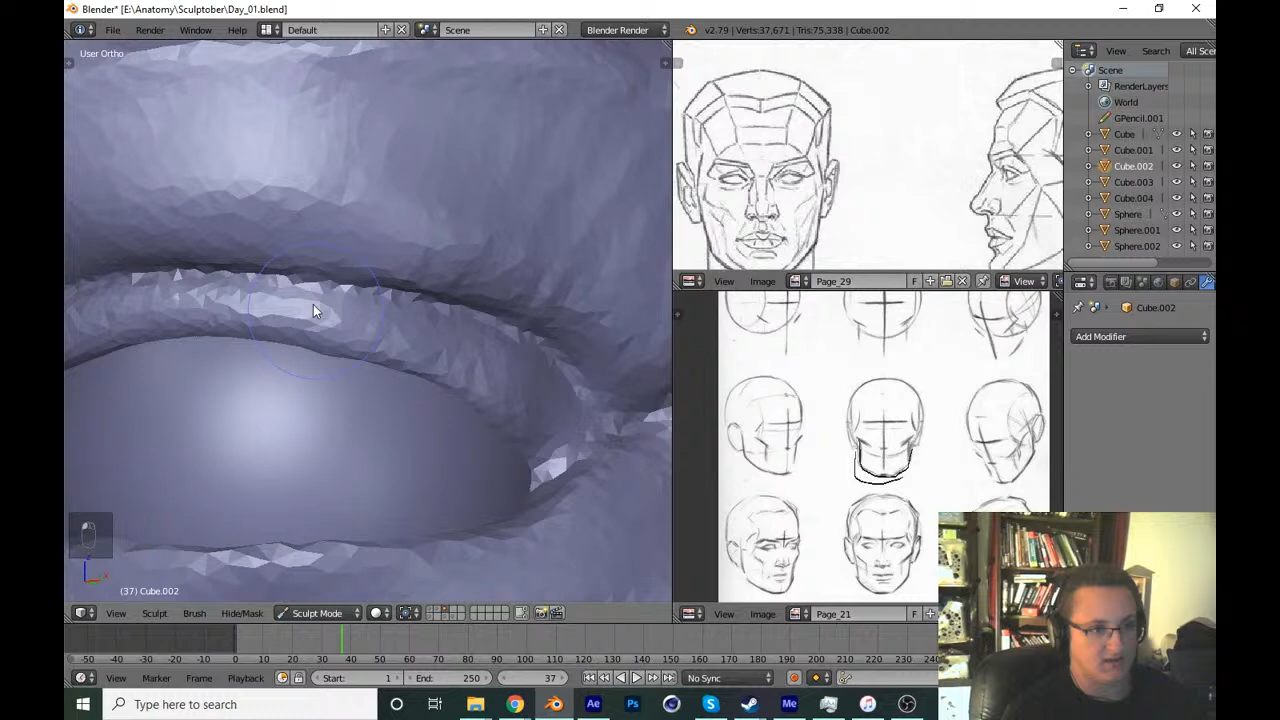 Blender* [E:\Anatomy\Sculptober\Day_01.blend]
File Render Window Help Default Scene Blender Render v2.79 | Verts:37,671 | Tris:75,338 | Cube.002
View Search All Sce
User Ortho
Scene
RenderLayers
World
GPencil.001
Cube
Cube.001
Cube.002
Cube.003
Cube.004
Sphere
Sphere.001
Sphere.002
View Image Page_29 F View
Cube.002
Add Modifier
(37) Cube.002
View Sculpt Brush Hide/Mask Sculpt Mode
View Image Page_21 F
-50 -40 -30 -20 -10 0 10 20 30 40 50 60 70 80 90 100 110 120 130 140 150 160 170 180 190 200 210 220 230 240
View Marker Frame Playback Start: 1 End: 250 37 No Sync
Type here to search
Ae Ps Me